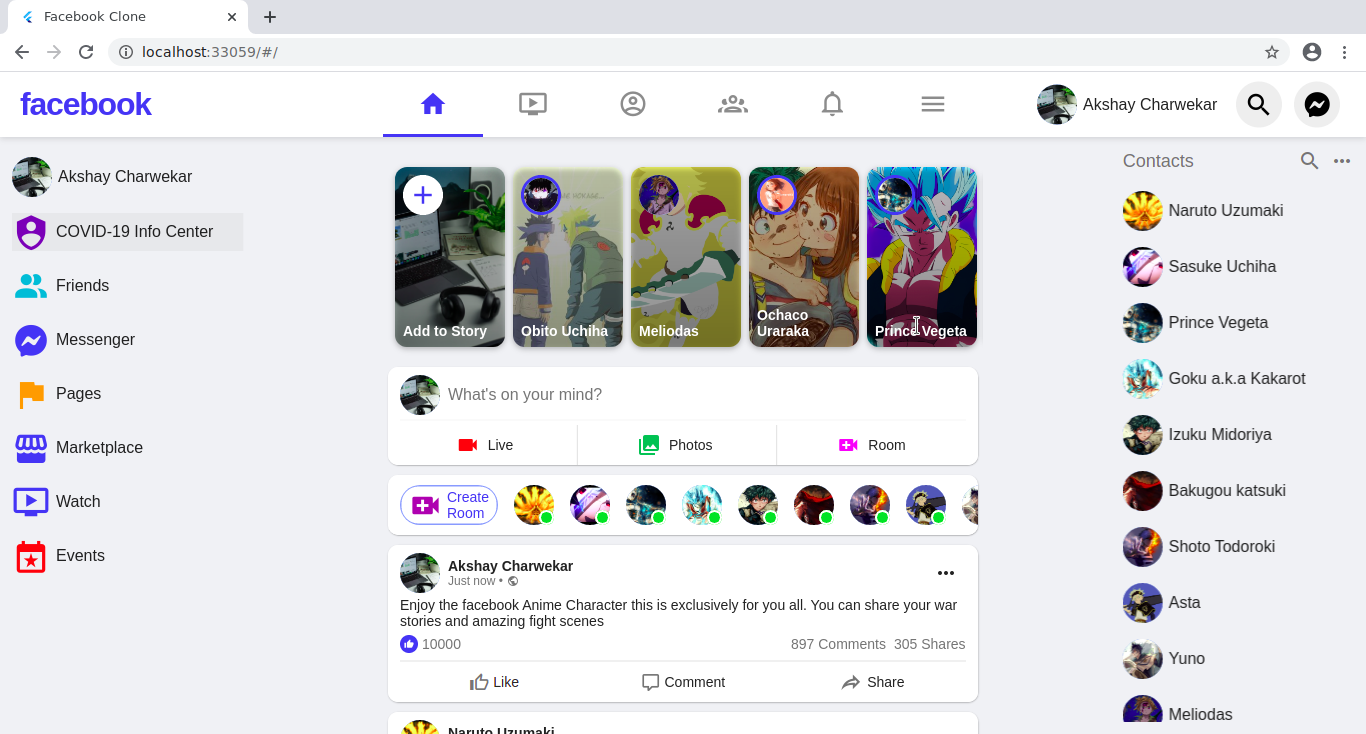 Facebook Clone
localhost:33059/#/
facebook
Akshay Charwekar
Akshay Charwekar
COVID-19 Info Center
Friends
Messenger
Pages
Marketplace
Watch
Events
Add to Story
Obito Uchiha
Meliodas
Ochaco
Uraraka
Prince Vegeta
What's on your mind?
Live
Photos
Room
Create
Room
Akshay Charwekar
Just now •
Enjoy the facebook Anime Character this is exclusively for you all. You can share your war
stories and amazing fight scenes
10000
897 Comments 305 Shares
Like
Comment
Share
Naruto Uzumaki
Contacts
Naruto Uzumaki
Sasuke Uchiha
Prince Vegeta
Goku a.k.a Kakarot
Izuku Midoriya
Bakugou katsuki
Shoto Todoroki
Asta
Yuno
Meliodas